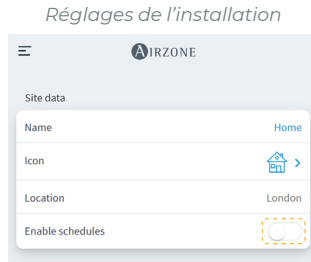 Réglages de l'installation
AIRZONE
Site data
Name Home
Icon
Location London
Enable schedules